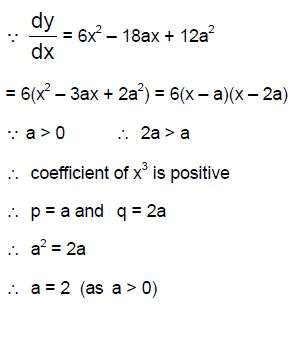 ∵ dy/dx = 6x² – 18ax + 12a²
= 6(x² – 3ax + 2a²) = 6(x – a)(x – 2a)
∵ a > 0 ∴ 2a > a
∴ coefficient of x³ is positive
∴ p = a and q = 2a
∴ a² = 2a
∴ a = 2 (as a > 0)